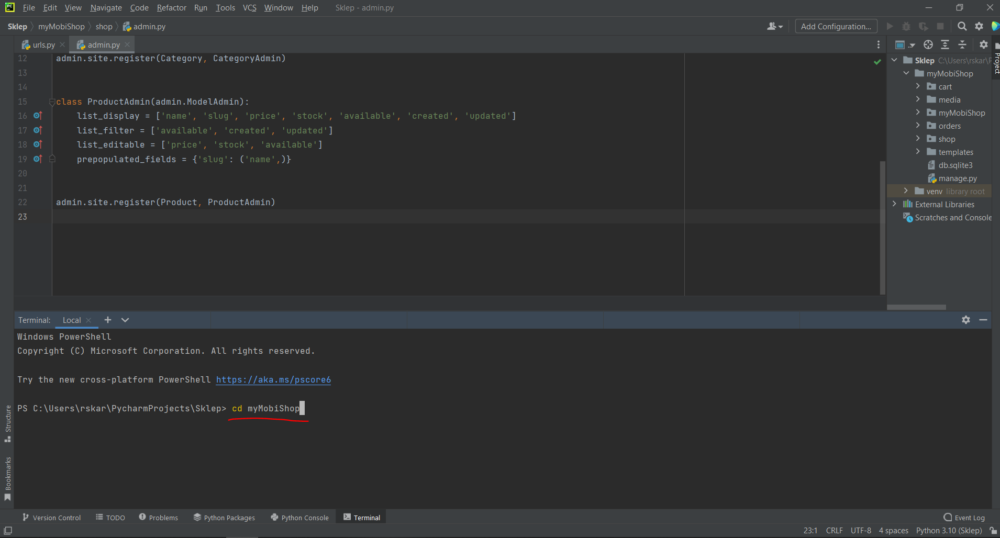 PC File Edit View Navigate Code Refactor Run Tools VCS Window Help Sklep - admin.py
Sklep myMobiShop shop admin.py Add Configuration...
urls.py admin.py
12 admin.site.register(Category, CategoryAdmin)
13
14
15 class ProductAdmin(admin.ModelAdmin):
16 list_display = ['name', 'slug', 'price', 'stock', 'available', 'created', 'updated']
17 list_filter = ['available', 'created', 'updated']
18 list_editable = ['price', 'stock', 'available']
19 prepopulated_fields = {'slug': ('name',)}
20
21
22 admin.site.register(Product, ProductAdmin)
23
Sklep C:\Users\rskar\
myMobiShop
cart
media
myMobiShop
orders
shop
templates
db.sqlite3
manage.py
venv library root
External Libraries
Scratches and Console
Project
Terminal: Local
Windows PowerShell
Copyright (C) Microsoft Corporation. All rights reserved.
Try the new cross-platform PowerShell https://aka.ms/pscore6
PS C:\Users\rskar\PycharmProjects\Sklep> cd myMobiShop
Structure
Bookmarks
Version Control TODO Problems Python Packages Python Console Terminal Event Log
23:1 CRLF UTF-8 4 spaces Python 3.10 (Sklep)